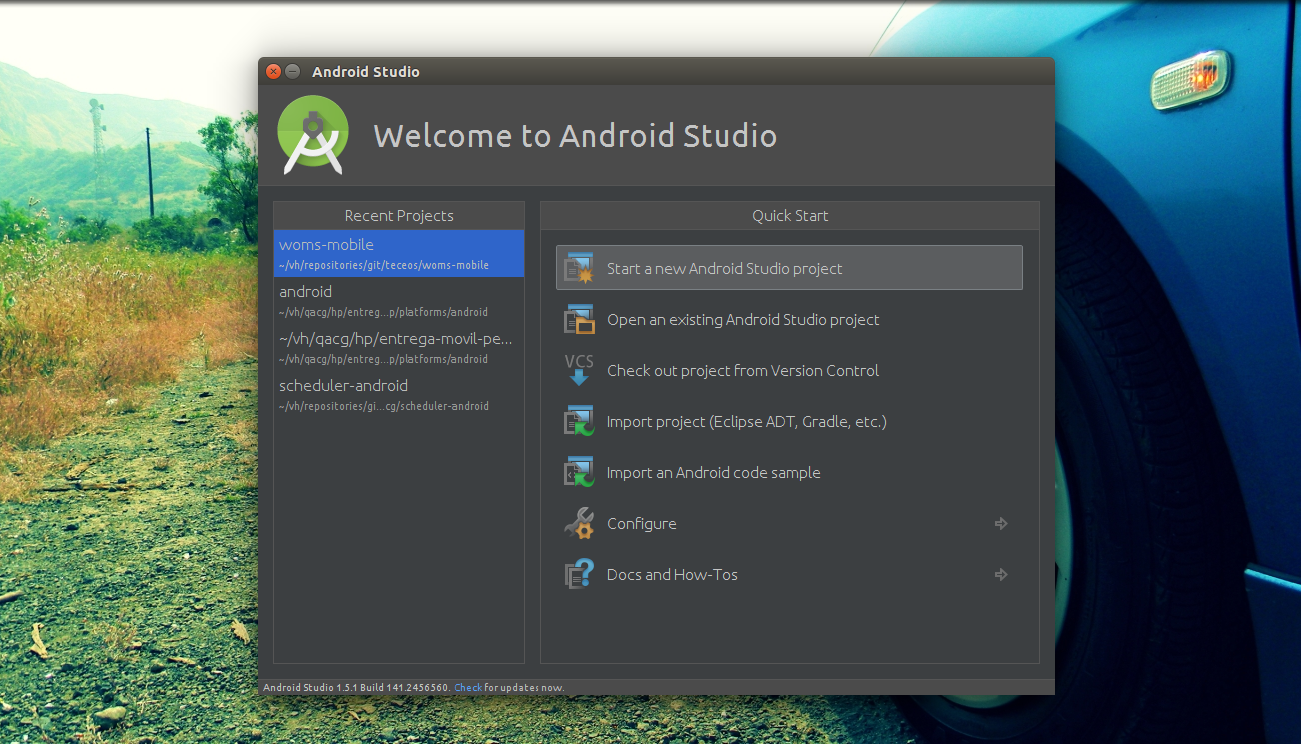 Android Studio
Welcome to Android Studio
Recent Projects
woms-mobile
~/vh/repositories/git/teceos/woms-mobile
android
~/vh/qacg/hp/entreg...p/platforms/android
~/vh/qacg/hp/entrega-movil-pe...
~/vh/qacg/hp/entreg...p/platforms/android
scheduler-android
~/vh/repositories/gi...cg/scheduler-android
Quick Start
Start a new Android Studio project
Open an existing Android Studio project
VCS
Check out project from Version Control
Import project (Eclipse ADT, Gradle, etc.)
Import an Android code sample
Configure
Docs and How-Tos
Android Studio 1.5.1 Build 141.2456560. Check for updates now.